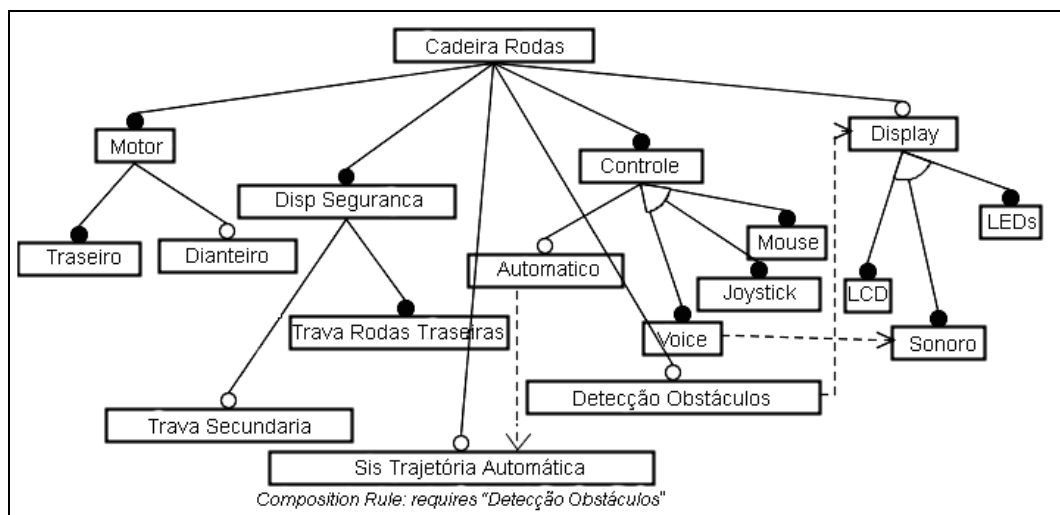 Cadeira Rodas
Motor
Disp Seguranca
Controle
Display
Traseiro
Dianteiro
Automatico
Mouse
LEDs
Joystick
LCD
Trava Rodas Traseiras
Voice
Sonoro
Trava Secundaria
Detecção Obstáculos
Sis Trajetória Automática
Composition Rule: requires "Detecção Obstáculos"